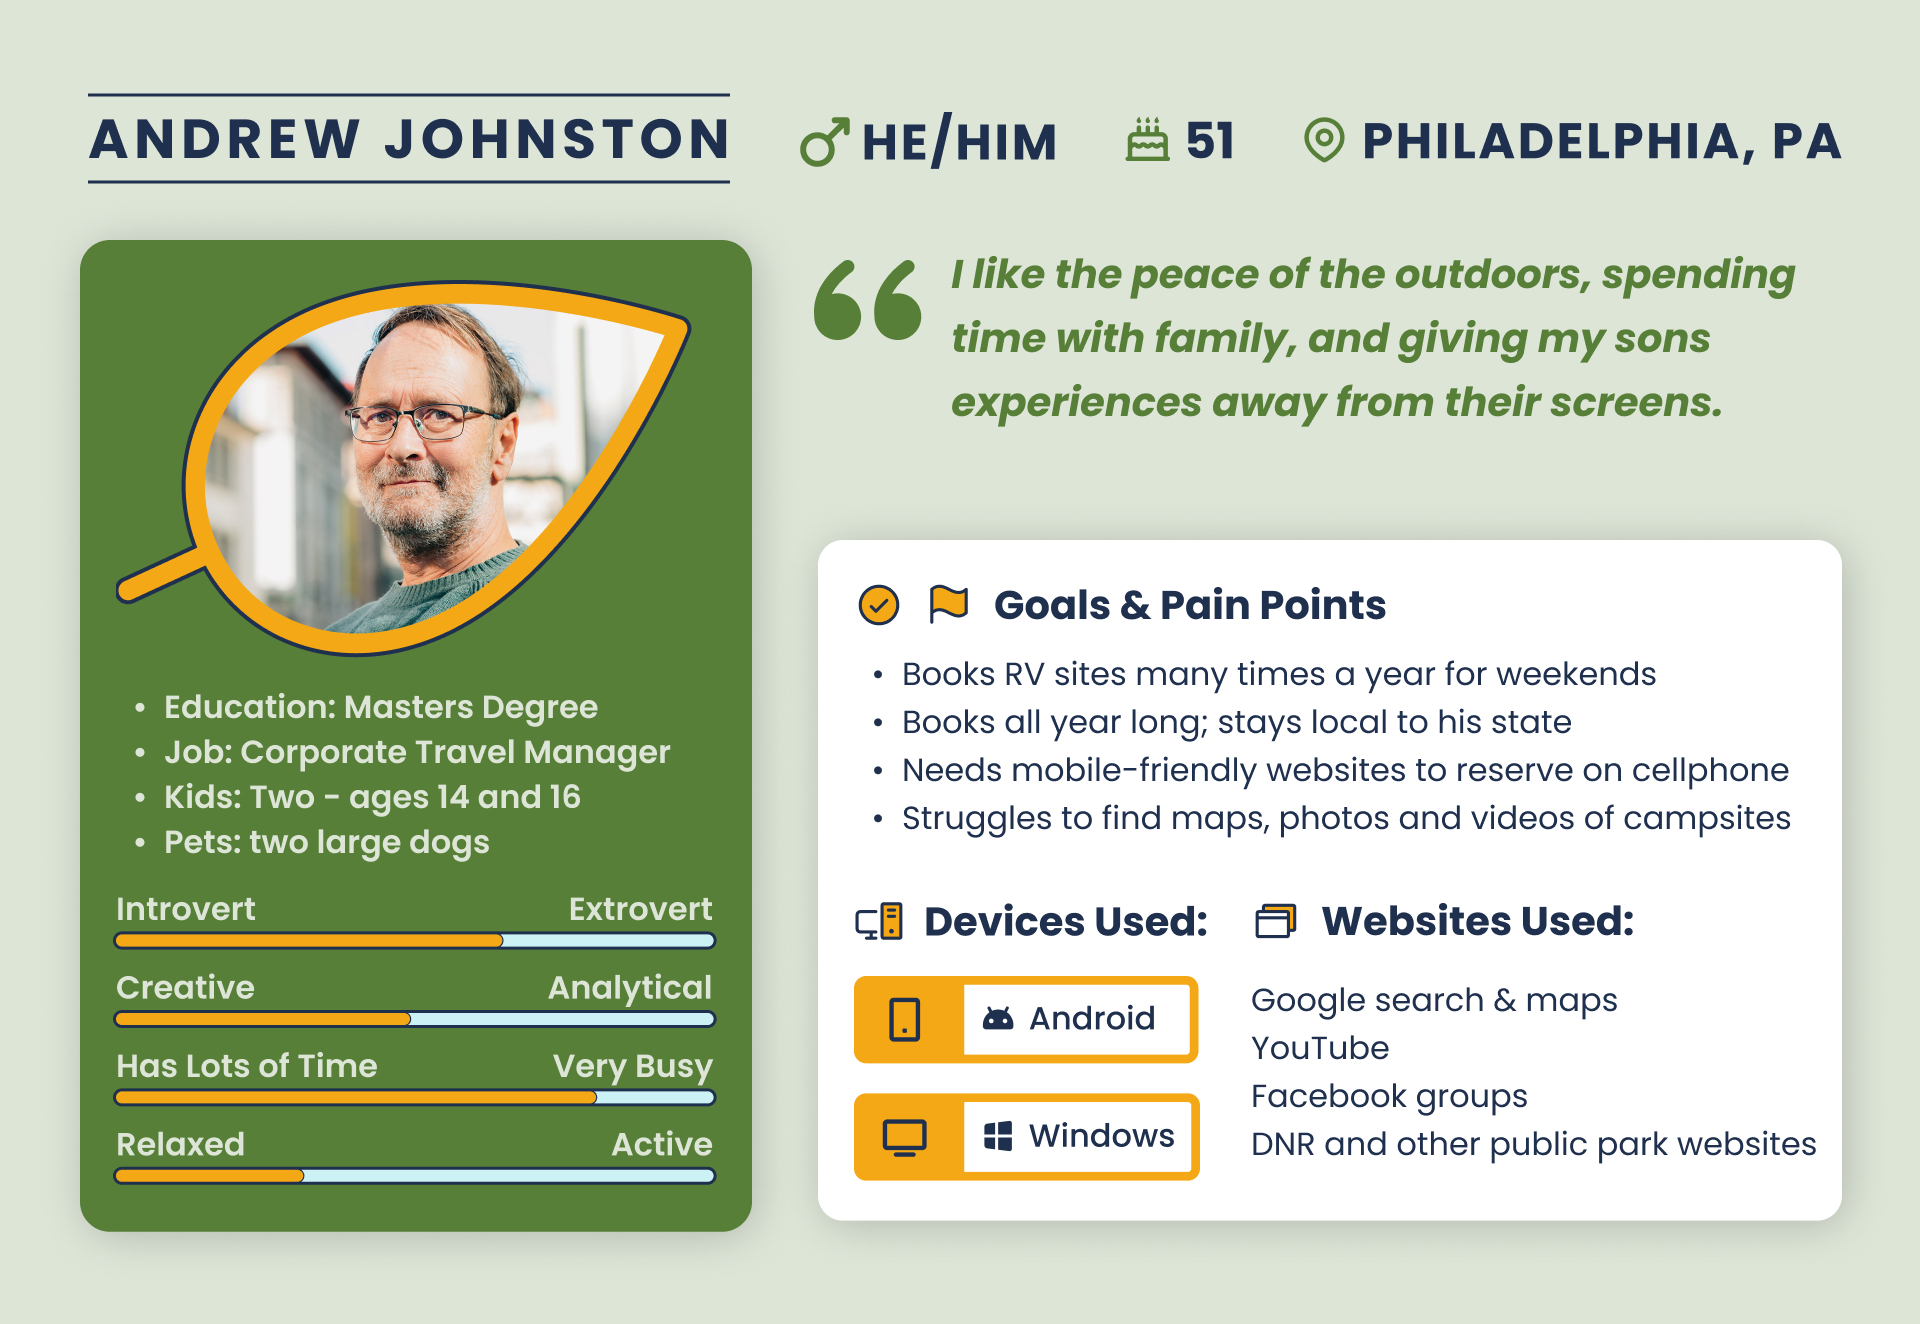 ANDREW JOHNSTON
HE/HIM
51
PHILADELPHIA, PA
“
I like the peace of the outdoors, spending
time with family, and giving my sons
experiences away from their screens.
• Education: Masters Degree
• Job: Corporate Travel Manager
• Kids: Two - ages 14 and 16
• Pets: two large dogs
Introvert Extrovert
Creative Analytical
Has Lots of Time Very Busy
Relaxed Active
Goals & Pain Points
• Books RV sites many times a year for weekends
• Books all year long; stays local to his state
• Needs mobile-friendly websites to reserve on cellphone
• Struggles to find maps, photos and videos of campsites
Devices Used:
Android
Windows
Websites Used:
Google search & maps
YouTube
Facebook groups
DNR and other public park websites